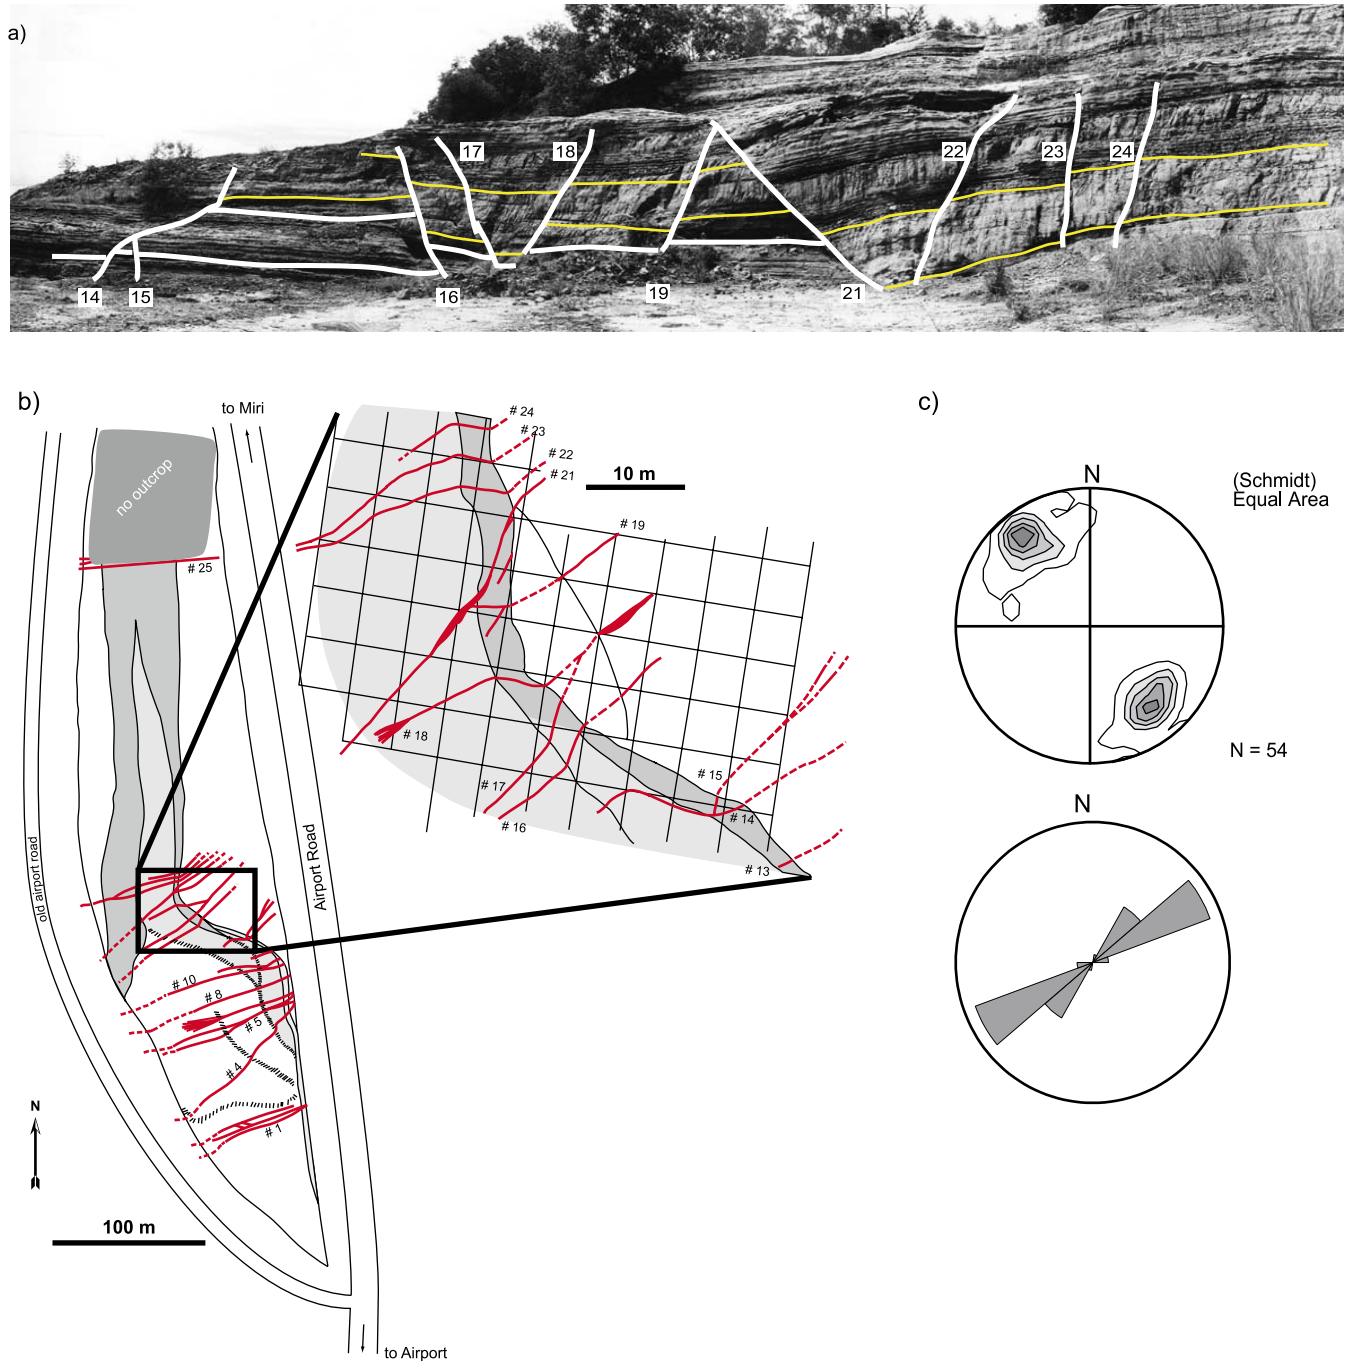 a)
17
18
22
23
24
14
15
16
19
21
b)
to Miri
no outcrop
# 25
old airport road
Airport Road
# 10
# 8
# 5
# 4
# 1
N
100 m
to Airport
# 24
# 23
# 22
# 21
10 m
# 19
# 18
# 17
# 16
# 15
# 14
# 13
c)
N
(Schmidt)
Equal Area
N = 54
N